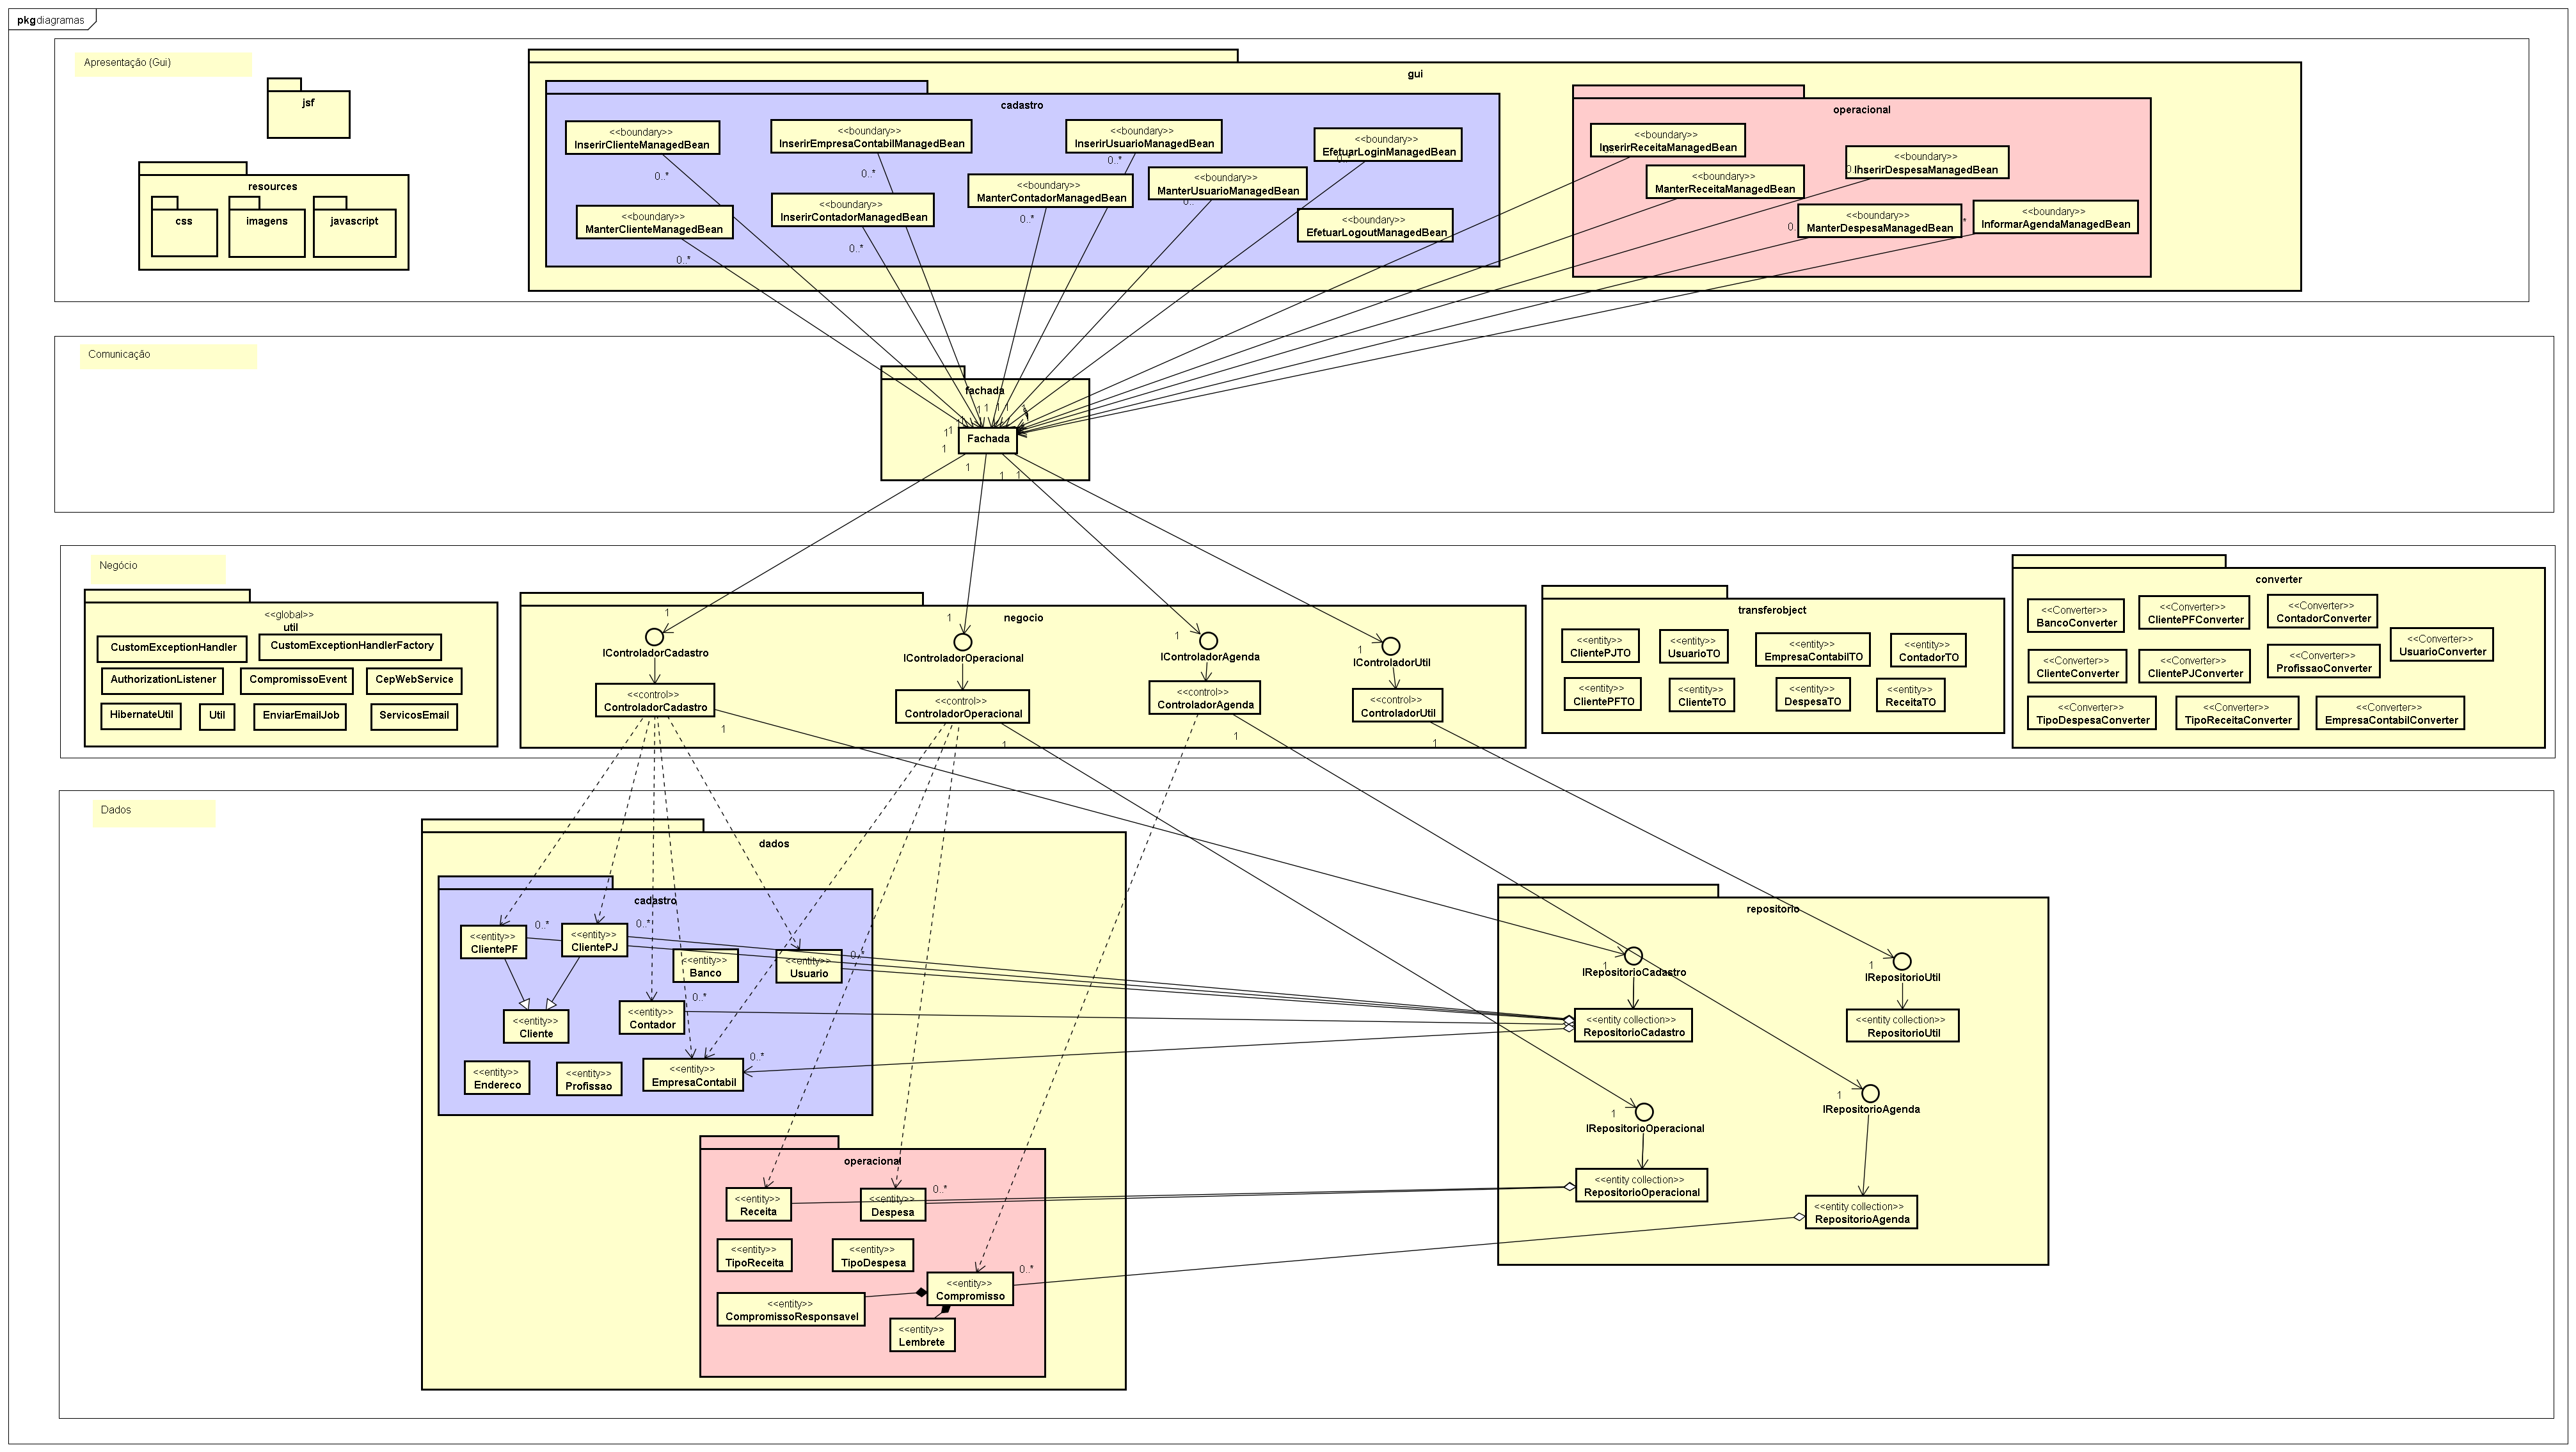 pkg diagramas
Apresentação (Gui)
jsf
resources
css
imagens
javascript
gui
cadastro
<<boundary>>
InserirClienteManagedBean
<<boundary>>
InserirEmpresaContabilManagedBean
<<boundary>>
InserirUsuarioManagedBean
<<boundary>>
EfetuarLoginManagedBean
0..*
0..*
0..*
0..*
<<boundary>>
ManterClienteManagedBean
<<boundary>>
InserirContadorManagedBean
<<boundary>>
ManterContadorManagedBean
<<boundary>>
ManterUsuarioManagedBean
<<boundary>>
EfetuarLogoutManagedBean
0..*
0..*
0..*
0..
operacional
<<boundary>>
InserirReceitaManagedBean
<<boundary>>
InserirDespesaManagedBean
<<boundary>>
ManterReceitaManagedBean
<<boundary>>
ManterDespesaManagedBean
<<boundary>>
InformarAgendaManagedBean
0.
*
Comunicação
fachada
1
1
1
1
1
1
Fachada
1
1
1
1
Negócio
<<global>>
util
CustomExceptionHandler
CustomExceptionHandlerFactory
AuthorizationListener
CompromissoEvent
CepWebService
HibernateUtil
Util
EnviarEmailJob
ServicosEmail
negocio
1
1
1
1
IControladorCadastro
IControladorOperacional
IControladorAgenda
IControladorUtil
<<control>>
ControladorCadastro
<<control>>
ControladorOperacional
<<control>>
ControladorAgenda
<<control>>
ControladorUtil
1
1
1
1
transferobject
<<entity>>
ClientePJTO
<<entity>>
UsuarioTO
<<entity>>
EmpresaContabilTO
<<entity>>
ContadorTO
<<entity>>
ClientePFTO
<<entity>>
ClienteTO
<<entity>>
DespesaTO
<<entity>>
ReceitaTO
converter
<<Converter>>
BancoConverter
<<Converter>>
ClientePFConverter
<<Converter>>
ContadorConverter
<<Converter>>
UsuarioConverter
<<Converter>>
ClienteConverter
<<Converter>>
ClientePJConverter
<<Converter>>
ProfissaoConverter
<<Converter>>
TipoDespesaConverter
<<Converter>>
TipoReceitaConverter
<<Converter>>
EmpresaContabilConverter
Dados
dados
cadastro
<<entity>>
ClientePF
0..*
<<entity>>
ClientePJ
0..*
<<entity>>
Banco
<<entity>>
Usuario
0..*
<<entity>>
Cliente
<<entity>>
Contador
0..*
<<entity>>
Endereco
<<entity>>
Profissao
<<entity>>
EmpresaContabil
0..*
operacional
<<entity>>
Receita
<<entity>>
Despesa
0..*
<<entity>>
TipoReceita
<<entity>>
TipoDespesa
<<entity>>
Compromisso
0..*
<<entity>>
CompromissoResponsavel
<<entity>>
Lembrete
repositorio
1
IRepositorioCadastro
1
IRepositorioUtil
<<entity collection>>
RepositorioCadastro
<<entity collection>>
RepositorioUtil
1
IRepositorioOperacional
1
IRepositorioAgenda
<<entity collection>>
RepositorioOperacional
<<entity collection>>
RepositorioAgenda